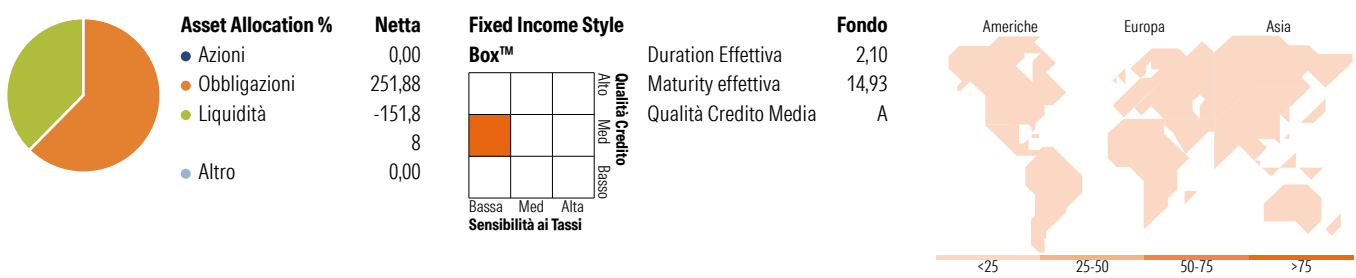 Asset Allocation % Netta
Azioni 0,00
Obbligazioni 251,88
Liquidità -151,8
8
Altro 0,00
Fixed Income Style
Box™
Alto Med Basso
Qualità Credito
Bassa Med Alta
Sensibilità ai Tassi
Fondo
Duration Effettiva 2,10
Maturity effettiva 14,93
Qualità Credito Media A
Americhe Europa Asia
<25 25-50 50-75 >75